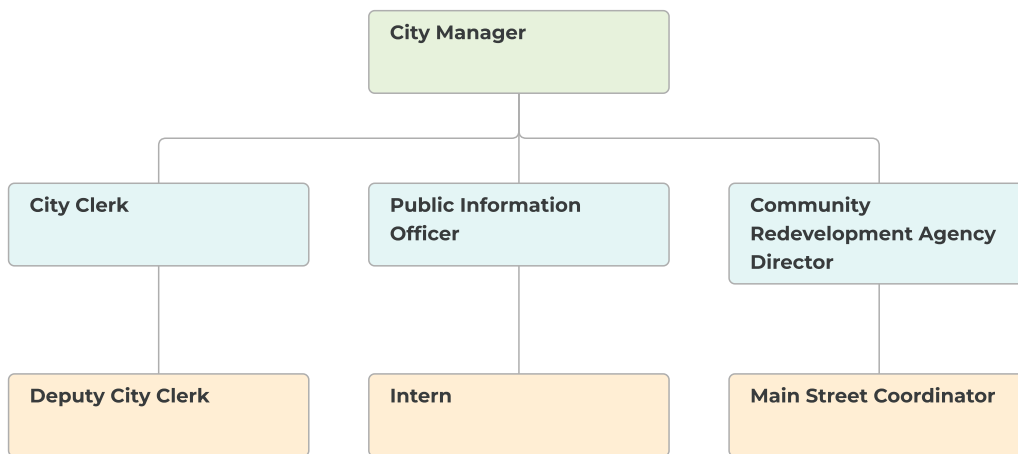 City Manager
City Clerk
Public Information
Officer
Community
Redevelopment Agency
Director
Deputy City Clerk
Intern
Main Street Coordinator